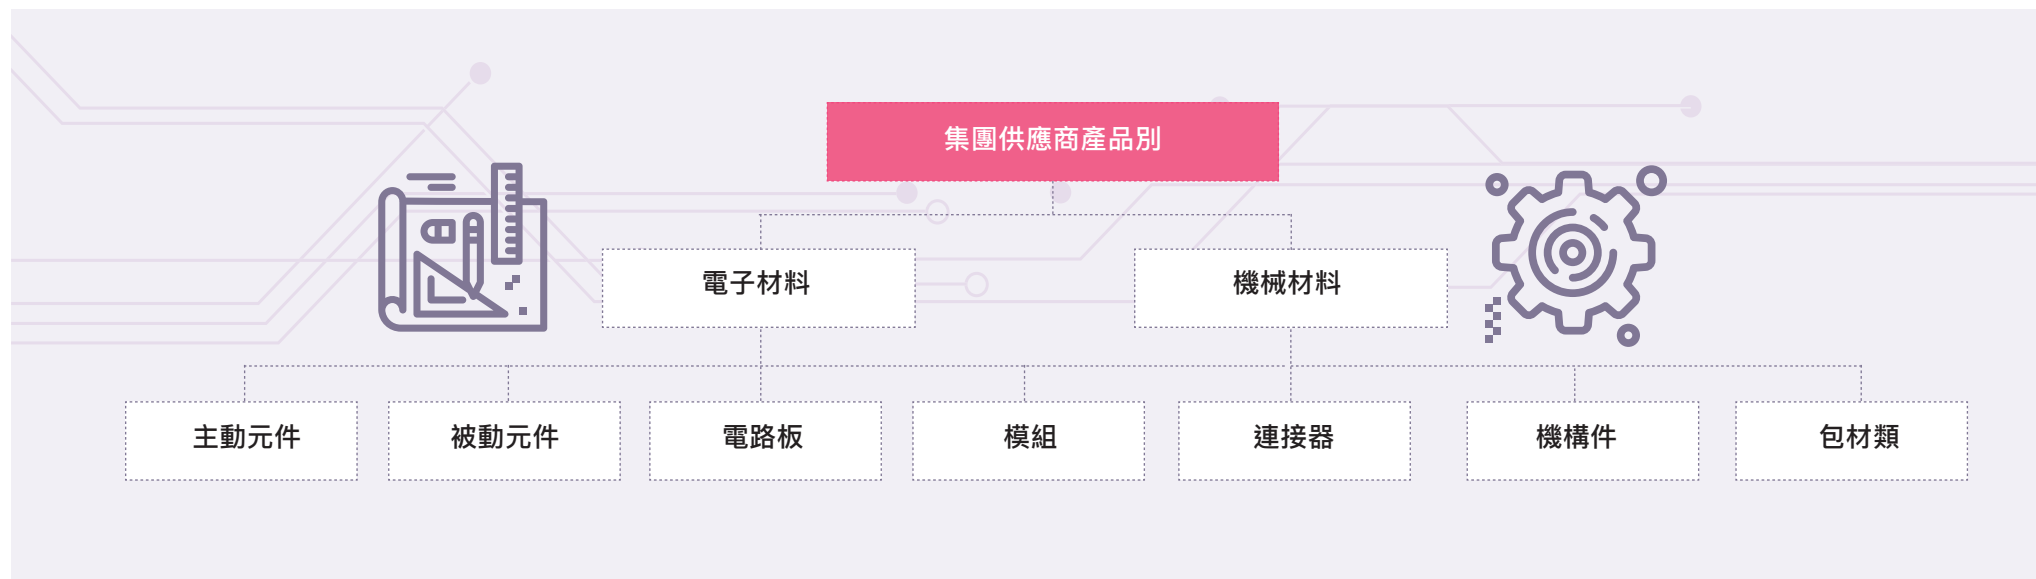 集團供應商產品別
電子材料
機械材料
主動元件
被動元件
電路板
模組
連接器
機構件
包材類